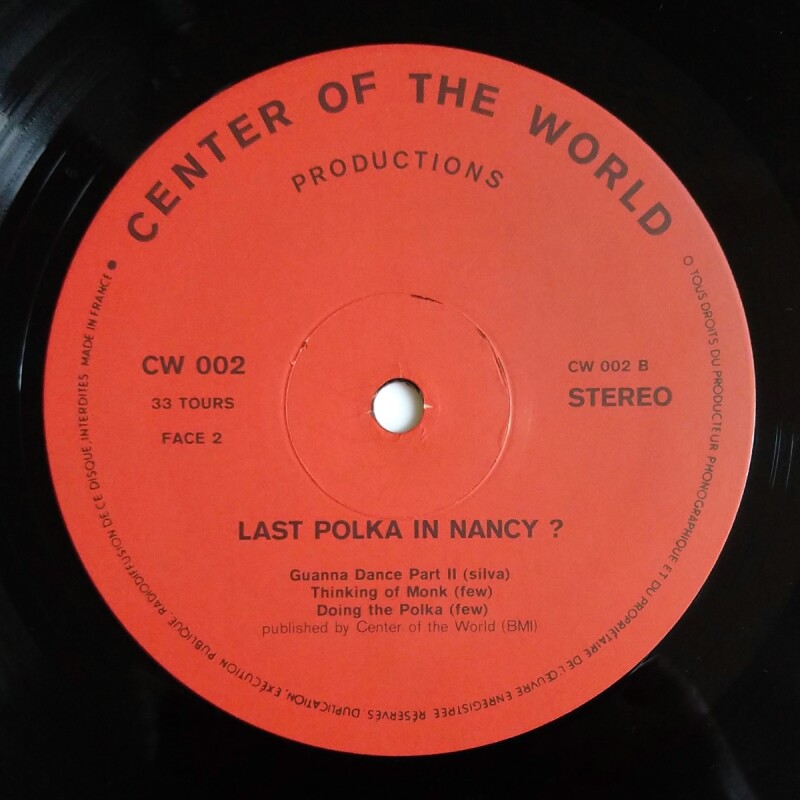 CENTER OF THE WORLD
PRODUCTIONS
CW 002
33 TOURS
FACE 2
CW 002 B
STEREO
LAST POLKA IN NANCY ?
Guanna Dance Part II (silva)
Thinking of Monk (few)
Doing the Polka (few)
published by Center of the World (BMI)
O TOUS DROITS DU PRODUCTEUR PHONOGRAPHIQUE ET DU PROPRIÉTAIRE DE L'ŒUVRE ENREGISTRÉE RÉSERVÉS. DUPLICATION, EXÉCUTION PUBLIQUE, RADIODIFFUSION DE CE DISQUE, INTERDITES MADE IN FRANCE